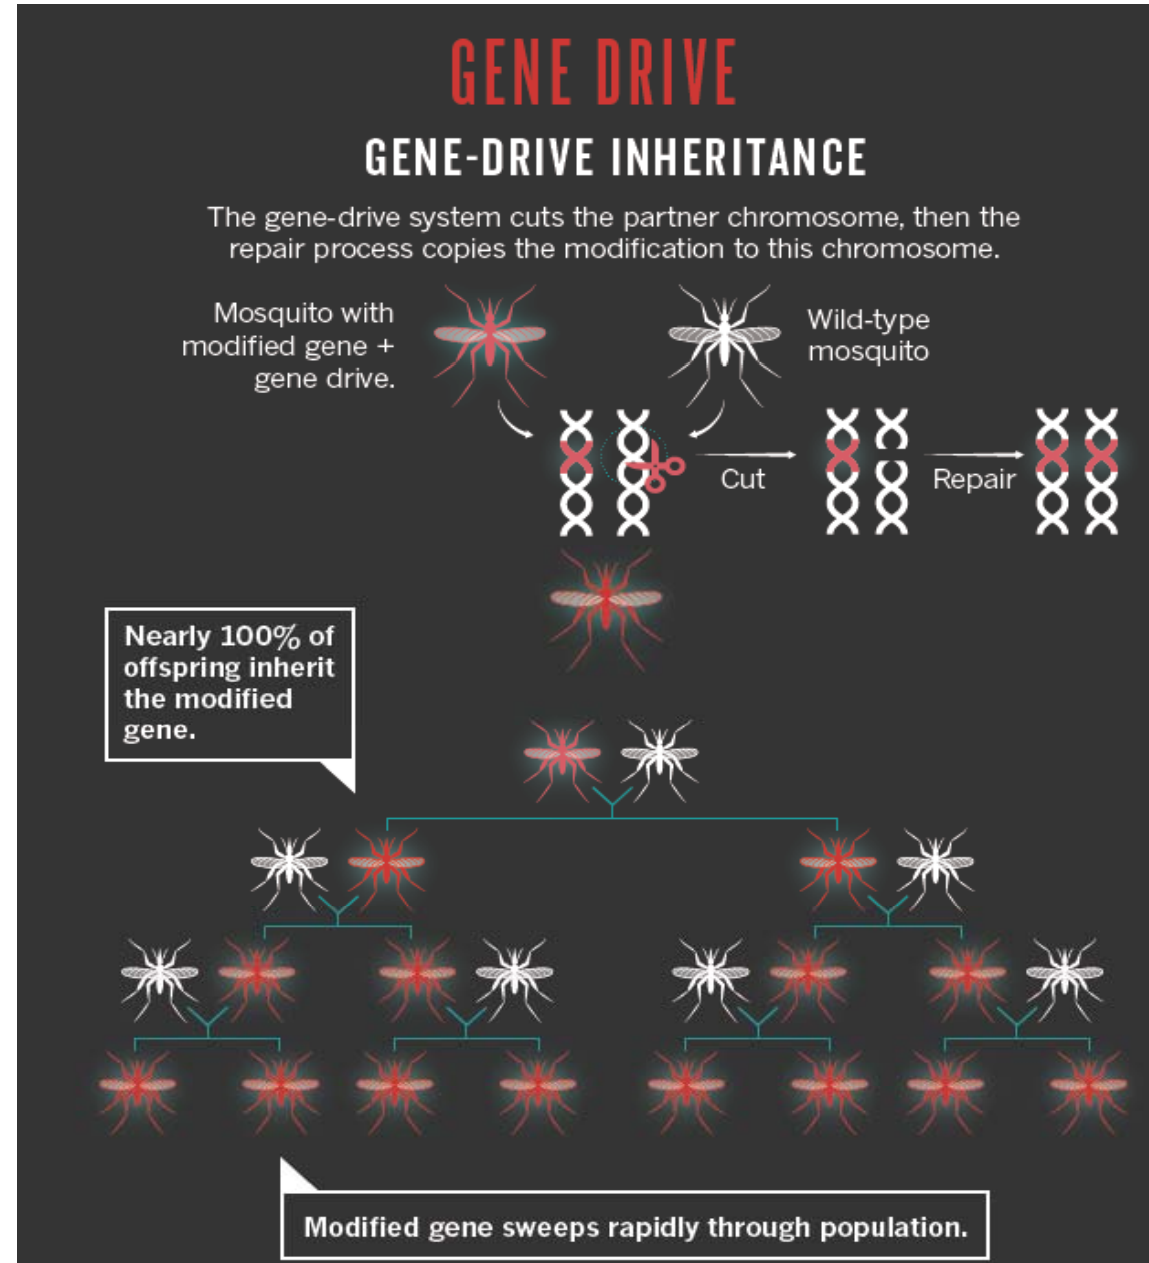 GENE DRIVE
GENE-DRIVE INHERITANCE
The gene-drive system cuts the partner chromosome, then the
repair process copies the modification to this chromosome.
Mosquito with
modified gene +
gene drive.
Wild-type
mosquito
Cut
Repair
Nearly 100% of
offspring inherit
the modified
gene.
Modified gene sweeps rapidly through population.